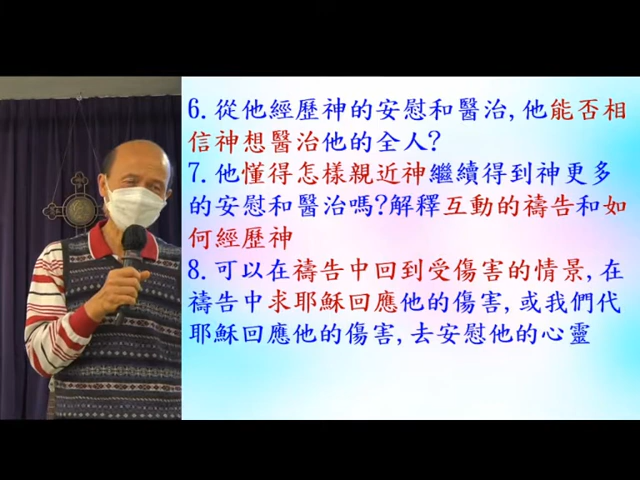 6. 從他經歷神的安慰和醫治, 他能否相
信神想醫治他的全人?
7. 他懂得怎樣親近神繼續得到神更多
的安慰和醫治嗎?解釋互動的禱告和如
何經歷神
8. 可以在禱告中回到受傷害的情景, 在
禱告中求耶穌回應他的傷害, 或我們代
耶穌回應他的傷害, 去安慰他的心靈